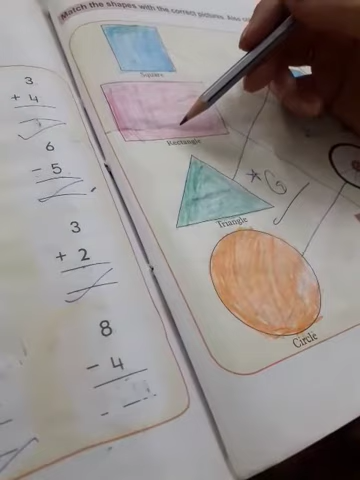 3
+ 4
6
- 5
3
+ 2
8
- 4
Match the shapes with the correct pictures. Also
Square
Rectangle
Triangle
Circle